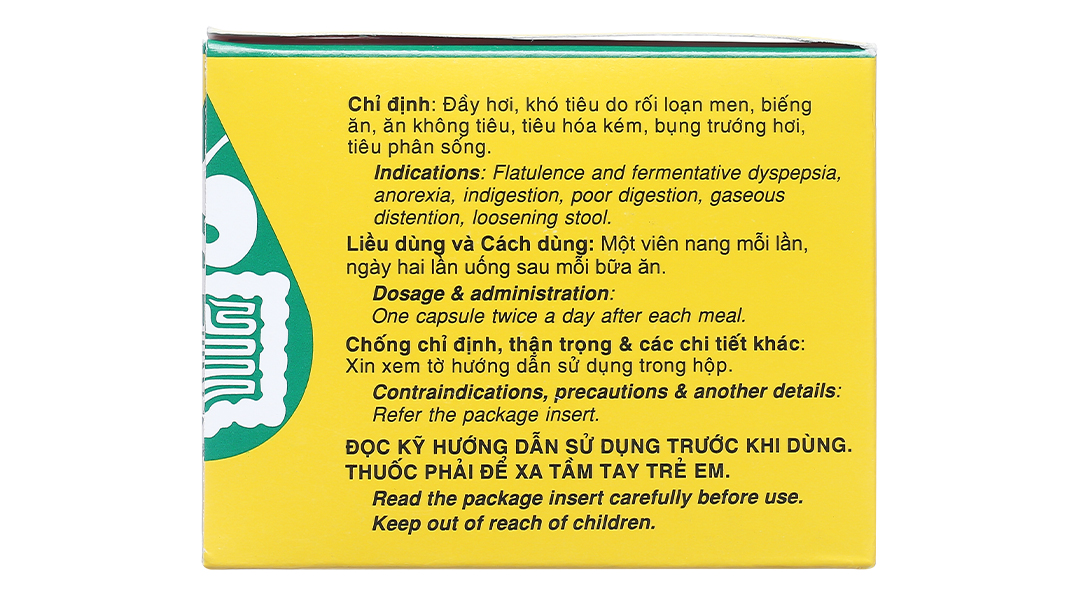 Chỉ định: Đầy hơi, khó tiêu do rối loạn men, biếng
ăn, ăn không tiêu, tiêu hóa kém, bụng trướng hơi,
tiêu phân sống.
Indications: Flatulence and fermentative dyspepsia,
anorexia, indigestion, poor digestion, gaseous
distention, loosening stool.
Liều dùng và Cách dùng: Một viên nang mỗi lần,
ngày hai lần uống sau mỗi bữa ăn.
Dosage & administration:
One capsule twice a day after each meal.
Chống chỉ định, thận trọng & các chi tiết khác:
Xin xem tờ hướng dẫn sử dụng trong hộp.
Contraindications, precautions & another details:
Refer the package insert.
ĐỌC KỸ HƯỚNG DẪN SỬ DỤNG TRƯỚC KHI DÙNG.
THUỐC PHẢI ĐỂ XA TẦM TAY TRẺ EM.
Read the package insert carefully before use.
Keep out of reach of children.